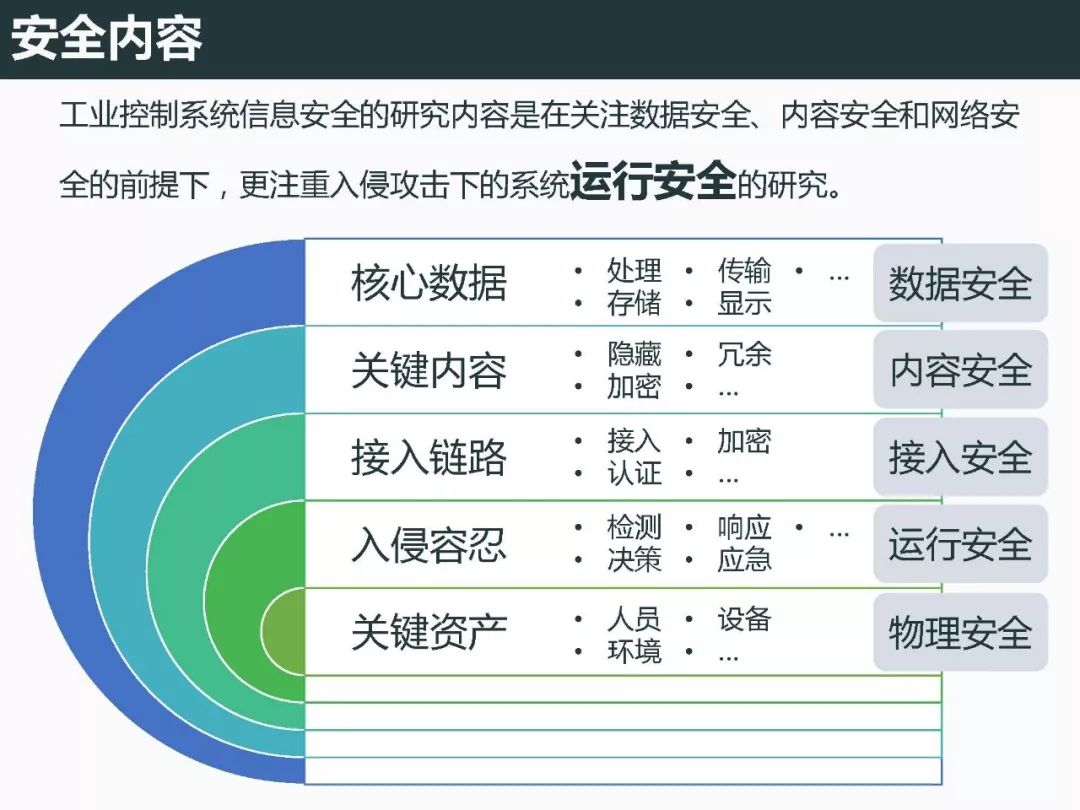 安全内容
工业控制系统信息安全的研究内容是在关注数据安全、内容安全和网络安
全的前提下，更注重入侵攻击下的系统运行安全的研究。
核心数据 • 处理 • 传输 • ... 数据安全
• 存储 • 显示
关键内容 • 隐藏 • 冗余 内容安全
• 加密 • ...
接入链路 • 接入 • 加密 接入安全
• 认证 • ...
入侵容忍 • 检测 • 响应 • ... 运行安全
• 决策 • 应急
关键资产 • 人员 • 设备 物理安全
• 环境 • ...